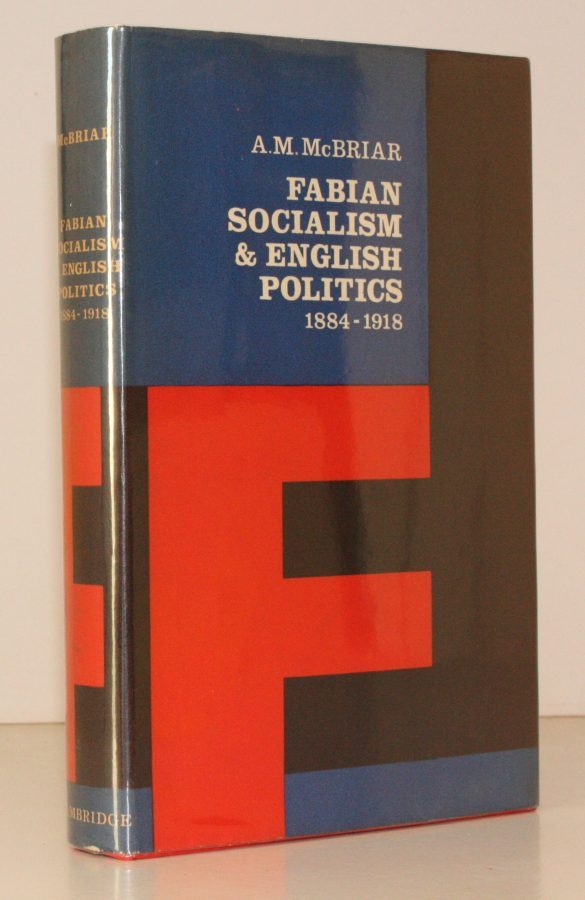 A.M. McBRIAR
FABIAN
SOCIALISM
& ENGLISH
POLITICS
1884-1918
McBRIAR
FABIAN
SOCIALISM
ENGLISH
POLITICS
1884-1918
CAMBRIDGE